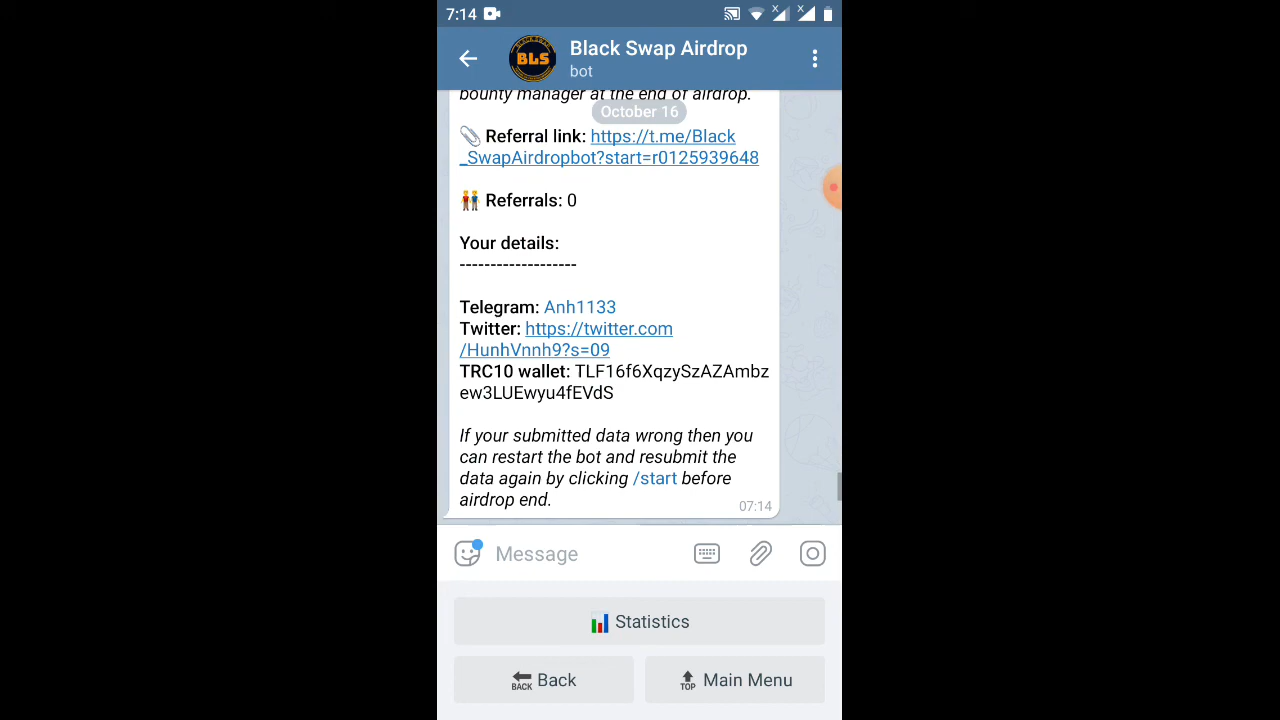 7:14
Black Swap Airdrop
BLS
bot
bounty manager at the end of airdrop.
October 16
Referral link: https://t.me/Black
_SwapAirdropbot?start=r0125939648
Referrals: 0
Your details:
-------------------
Telegram: Anh1133
Twitter: https://twitter.com
/HunhVnnh9?s=09
TRC10 wallet: TLF16f6XqzySzAZAmbz
ew3LUEwyu4fEVdS
If your submitted data wrong then you
can restart the bot and resubmit the
data again by clicking /start before
airdrop end.
07:14
Message
Statistics
BACK Back
TOP Main Menu